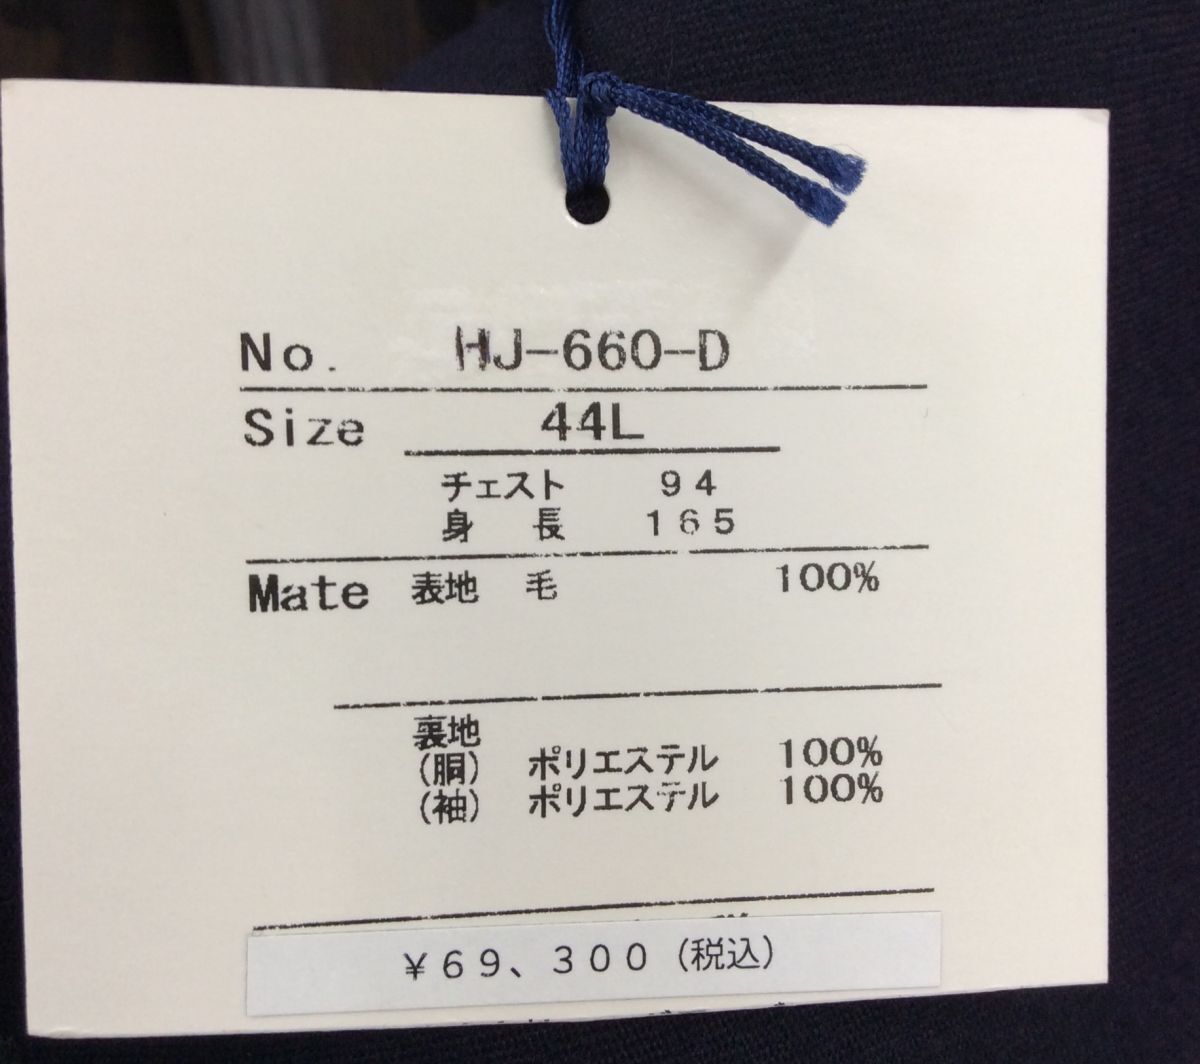 No. HJ-660-D
Size 44L
チェスト 94
身 長 165
Mate 表地 毛 100%
裏地
(胴) ポリエステル 100%
(袖) ポリエステル 100%
¥69、300(税込)